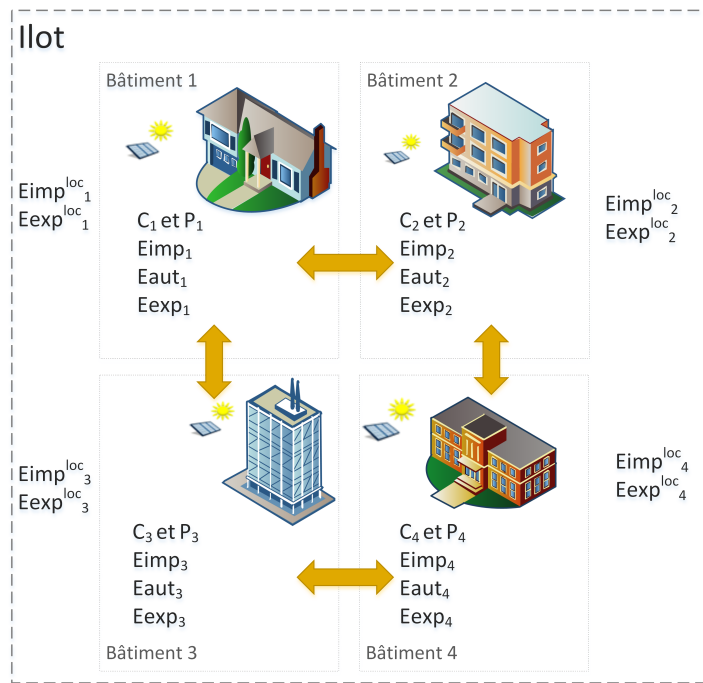 Ilot
Bâtiment 1
Bâtiment 2
Eimp^loc_1
Eexp^loc_1
C_1 et P_1
Eimp_1
Eaut_1
Eexp_1
C_2 et P_2
Eimp_2
Eaut_2
Eexp_2
Eimp^loc_2
Eexp^loc_2
Eimp^loc_3
Eexp^loc_3
C_3 et P_3
Eimp_3
Eaut_3
Eexp_3
Bâtiment 3
C_4 et P_4
Eimp_4
Eaut_4
Eexp_4
Bâtiment 4
Eimp^loc_4
Eexp^loc_4